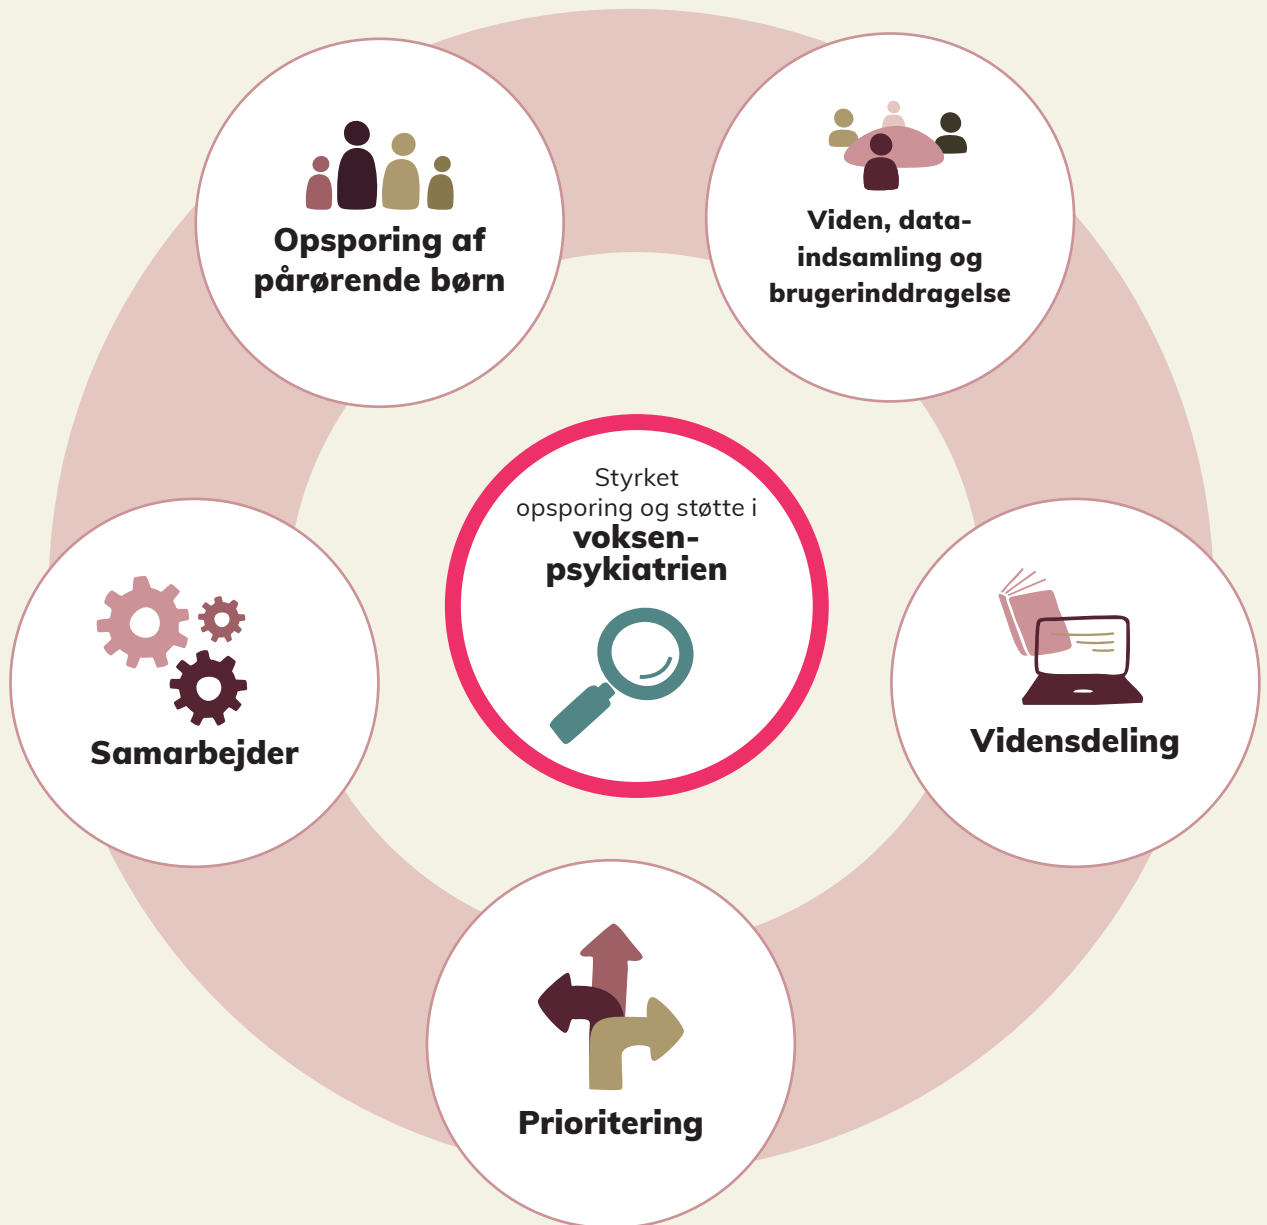 Opsporing af
pårørende børn
Viden, data-
indsamling og
brugerinddragelse
Styrket
opsporing og støtte i
voksen-
psykiatrien
Samarbejder
Vidensdeling
Prioritering